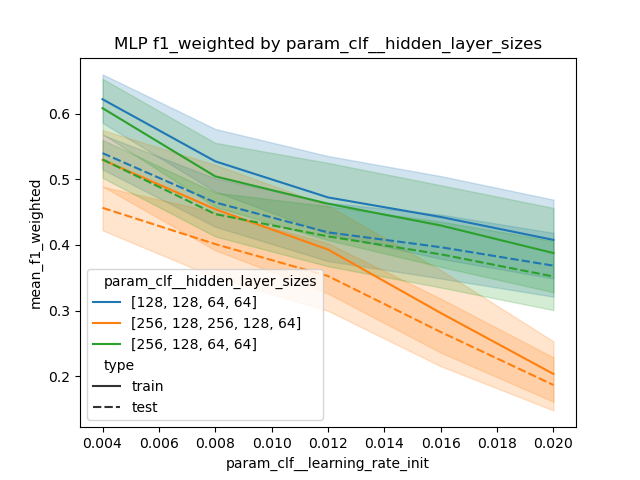 MLP f1_weighted by param_clf__hidden_layer_sizes
mean_f1_weighted
0.6
0.5
0.4
0.3
0.2
param_clf__hidden_layer_sizes
[128, 128, 64, 64]
[256, 128, 256, 128, 64]
[256, 128, 64, 64]
type
train
test
0.004 0.006 0.008 0.010 0.012 0.014 0.016 0.018 0.020
param_clf__learning_rate_init